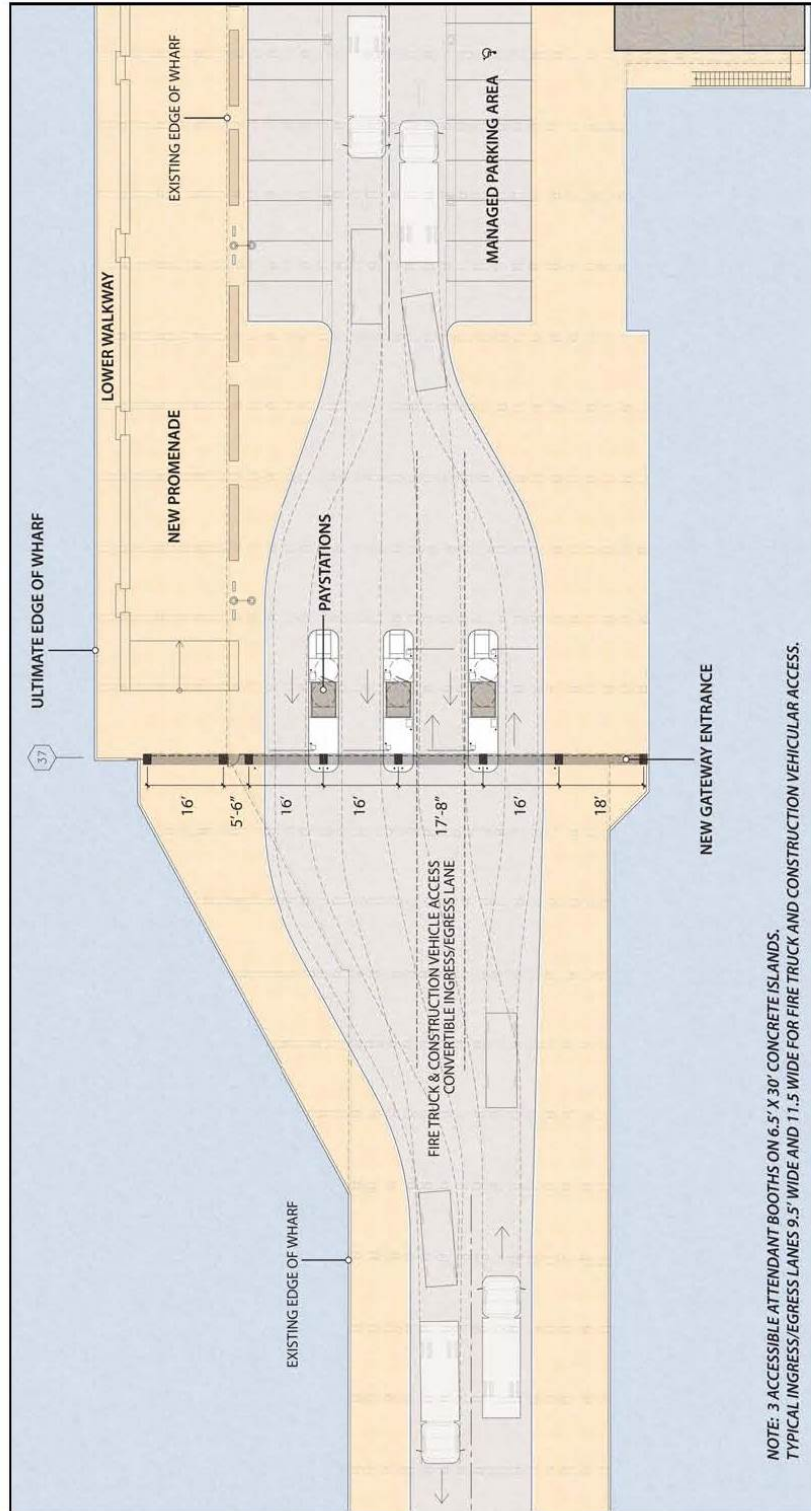 ULTIMATE EDGE OF WHARF
LOWER WALKWAY
EXISTING EDGE OF WHARF
NEW PROMENADE
37
PAYSTATIONS
MANAGED PARKING AREA
16'
5'-6"
16'
16'
17'-8"
16'
18'
FIRE TRUCK & CONSTRUCTION VEHICLE ACCESS
CONVERTIBLE INGRESS/EGRESS LANE
EXISTING EDGE OF WHARF
NEW GATEWAY ENTRANCE
NOTE: 3 ACCESSIBLE ATTENDANT BOOTHS ON 6.5' X 30' CONCRETE ISLANDS.
TYPICAL INGRESS/EGRESS LANES 9.5' WIDE AND 11.5 WIDE FOR FIRE TRUCK AND CONSTRUCTION VEHICULAR ACCESS.